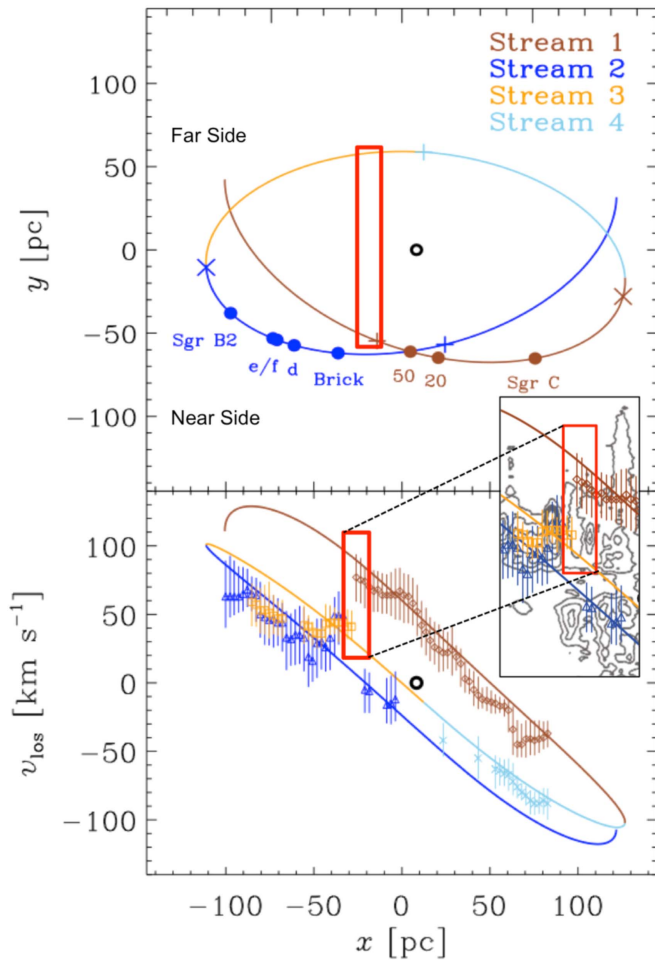 Stream 1
Stream 2
Stream 3
Stream 4
Far Side
Near Side
100
50
0
−50
−100
y [pc]
Sgr B2
e/f d
Brick
50
20
Sgr C
100
50
0
−50
−100
v_los [km s⁻¹]
−100 −50 0 50 100
x [pc]